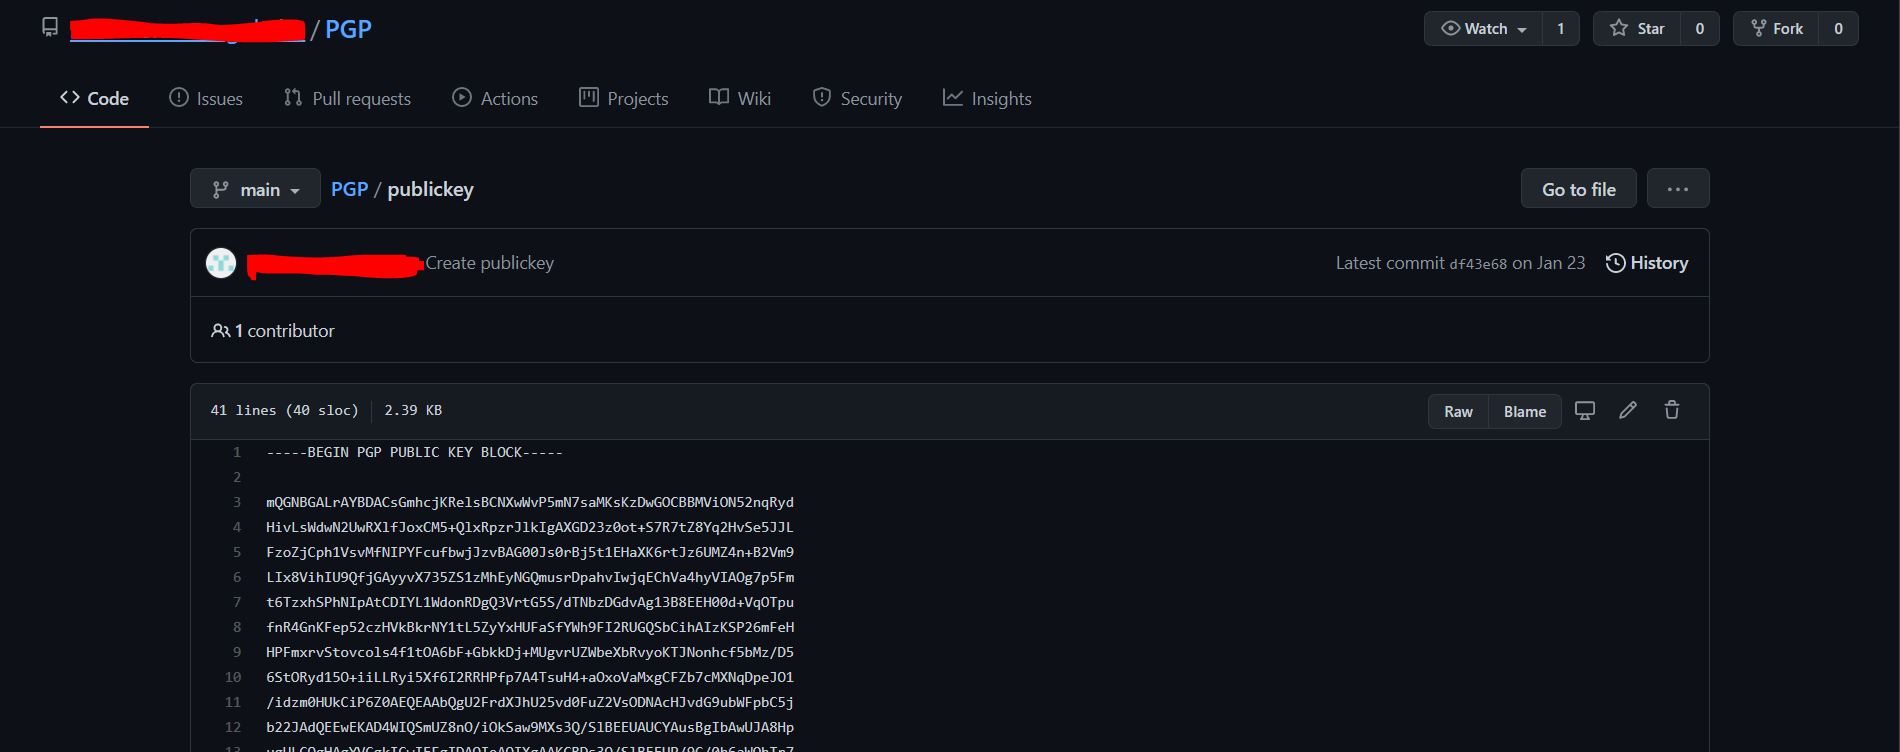 / PGP
Watch 1 Star 0 Fork 0
Code Issues Pull requests Actions Projects Wiki Security Insights
main PGP / publickey Go to file ...
Create publickey Latest commit df43e68 on Jan 23 History
1 contributor
41 lines (40 sloc) 2.39 KB Raw Blame
1 -----BEGIN PGP PUBLIC KEY BLOCK-----
2
3 mQGNBGALrAYBDACsGmhcjKRelsBCNXwWvP5mN7saMKsKzDwGOCBBMViON52nqRyd
4 HivLsWdwN2UwRXlfJoxCM5+QlxRpzrJlkIgAXGD23z0ot+S7R7tZ8Yq2HvSe5JJL
5 FzoZjCph1VsvMfNIPYFcufbwjJzvBAG00Js0rBj5t1EHaXK6rtJz6UMZ4n+B2Vm9
6 LIx8VihIU9QfjGAyyvX735ZS1zMhEyNGQmusrDpahvIwjqEChVa4hyVIAOg7p5Fm
7 t6TzxhSPhNIpAtCDIYL1WdonRDgQ3VrtG5S/dTNbzDGdvAg13B8EEH00d+VqOTpu
8 fnR4GnKFep52czHVkBkrNY1tL5ZyYxHUFaSfYWh9FI2RUGQSbCihAIzKSP26mFeH
9 HPFmxrvStovcols4f1tOA6bF+GbkkDj+MUgvrUZWbeXbRvyoKTJNonhcf5bMz/D5
10 6StORyd15O+iiLLRyi5Xf6I2RRHPfp7A4TsuH4+aOxoVaMxgCFZb7cMXNqDpeJO1
11 /idzm0HUkCiP6Z0AEQEAAbQgU2FrdXJhU25vd0FuZ2VsODNAcHJvdG9ubWFpbC5j
12 b22JAdQEEwEKAD4WIQSmUZ8nO/iOkSaw9MXs3Q/SlBEEUAUCYAusBgIbAwUJA8Hp